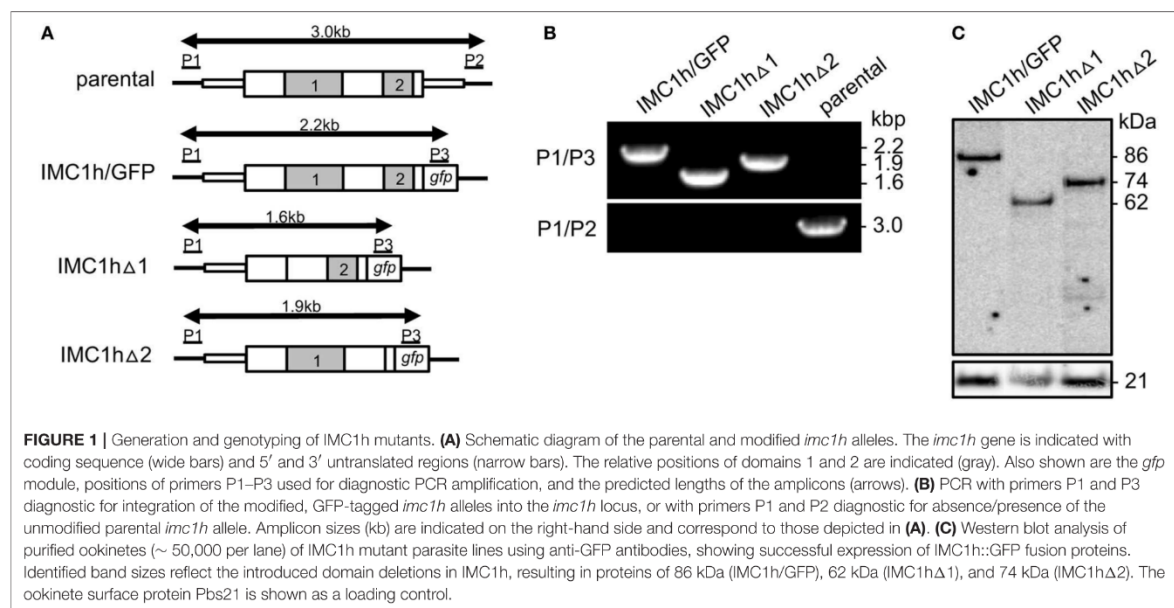 A
3.0kb
P1
P2
parental
1
2
2.2kb
P1
P3
IMC1h/GFP
1
2
gfp
1.6kb
P1
P3
IMC1hΔ1
2
gfp
1.9kb
P1
P3
IMC1hΔ2
1
gfp
B
IMC1h/GFP
IMC1hΔ1
IMC1hΔ2
parental
kbp
P1/P3
- 2.2
- 1.9
- 1.6
P1/P2
- 3.0
C
IMC1h/GFP
IMC1hΔ1
IMC1hΔ2
kDa
- 86
- 74
- 62
- 21
FIGURE 1 | Generation and genotyping of IMC1h mutants. (A) Schematic diagram of the parental and modified imc1h alleles. The imc1h gene is indicated with
coding sequence (wide bars) and 5′ and 3′ untranslated regions (narrow bars). The relative positions of domains 1 and 2 are indicated (gray). Also shown are the gfp
module, positions of primers P1–P3 used for diagnostic PCR amplification, and the predicted lengths of the amplicons (arrows). (B) PCR with primers P1 and P3
diagnostic for integration of the modified, GFP-tagged imc1h alleles into the imc1h locus, or with primers P1 and P2 diagnostic for absence/presence of the
unmodified parental imc1h allele. Amplicon sizes (kb) are indicated on the right-hand side and correspond to those depicted in (A). (C) Western blot analysis of
purified ookinetes (∼ 50,000 per lane) of IMC1h mutant parasite lines using anti-GFP antibodies, showing successful expression of IMC1h::GFP fusion proteins.
Identified band sizes reflect the introduced domain deletions in IMC1h, resulting in proteins of 86 kDa (IMC1h/GFP), 62 kDa (IMC1hΔ1), and 74 kDa (IMC1hΔ2). The
ookinete surface protein Pbs21 is shown as a loading control.